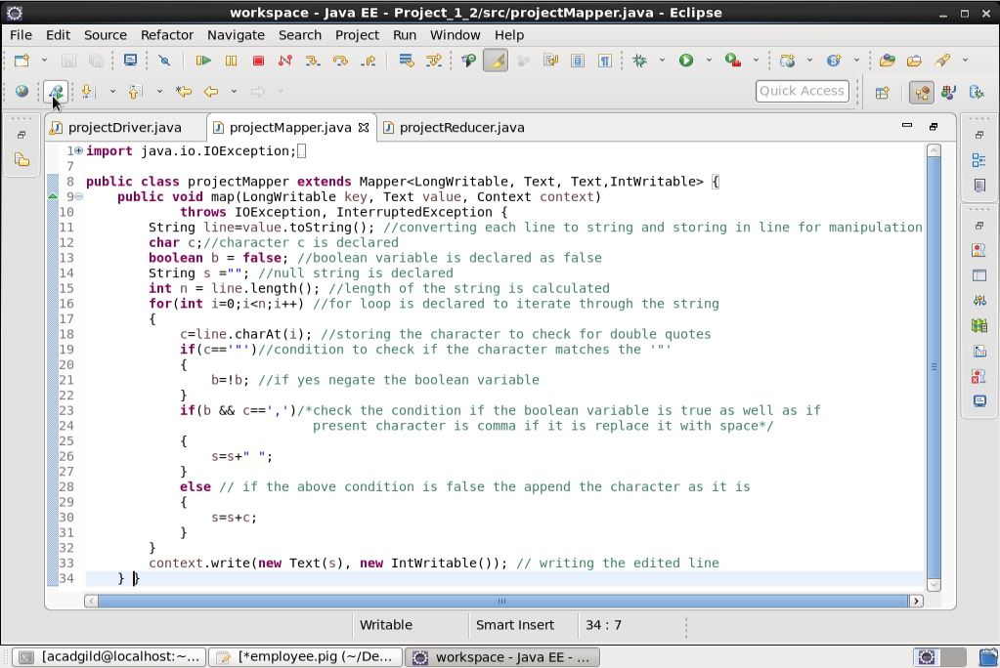 workspace - Java EE - Project_1_2/src/projectMapper.java - Eclipse
File Edit Source Refactor Navigate Search Project Run Window Help
Quick Access
projectDriver.java projectMapper.java projectReducer.java
1 import java.io.IOException;
7
8 public class projectMapper extends Mapper<LongWritable, Text, Text,IntWritable> {
9 public void map(LongWritable key, Text value, Context context)
10 throws IOException, InterruptedException {
11 String line=value.toString(); //converting each line to string and storing in line for manipulation
12 char c;//character c is declared
13 boolean b = false; //boolean variable is declared as false
14 String s =""; //null string is declared
15 int n = line.length(); //length of the string is calculated
16 for(int i=0;i<n;i++) //for loop is declared to iterate through the string
17 {
18 c=line.charAt(i); //storing the character to check for double quotes
19 if(c=='"')//condition to check if the character matches the '"'
20 {
21 b=!b; //if yes negate the boolean variable
22 }
23 if(b && c==',')/*check the condition if the boolean variable is true as well as if
24 present character is comma if it is replace it with space*/
25 {
26 s=s+" ";
27 }
28 else // if the above condition is false the append the character as it is
29 {
30 s=s+c;
31 }
32 }
33 context.write(new Text(s), new IntWritable()); // writing the edited line
34 } }
Writable Smart Insert 34 : 7
[acadgild@localhost:~... [*employee.pig (~/De... workspace - Java EE - ...